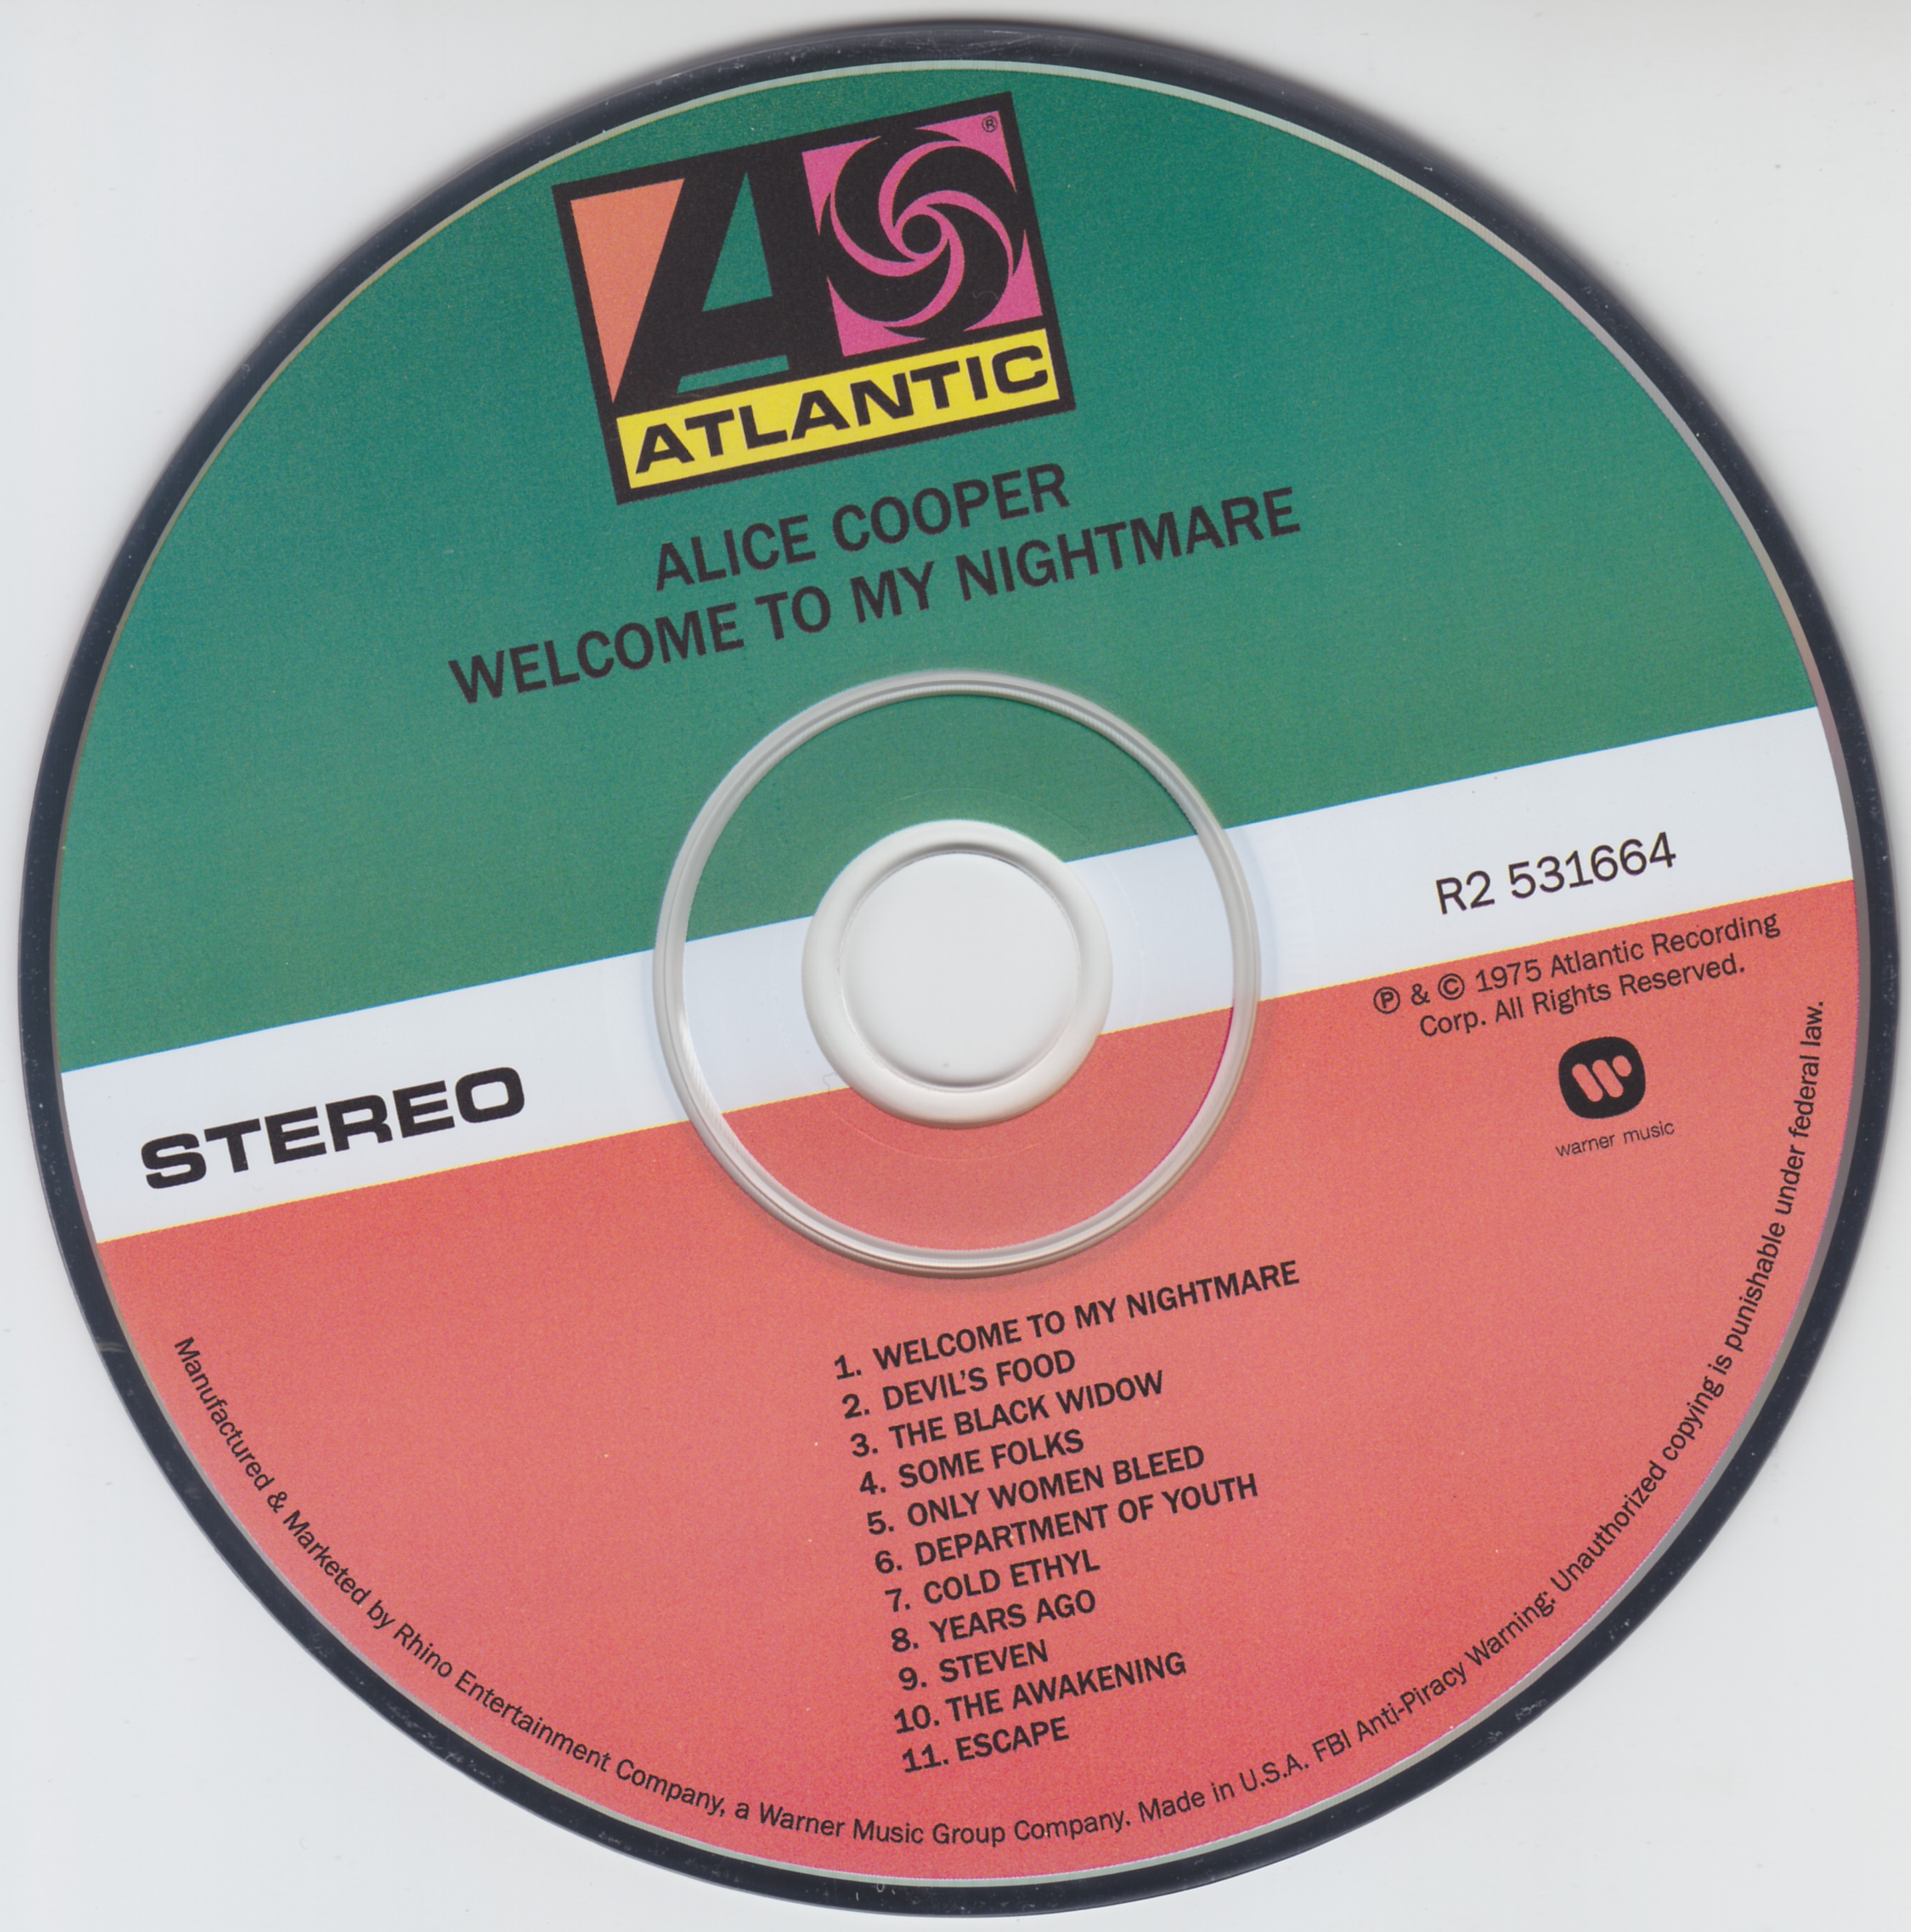 ®
ATLANTIC
ALICE COOPER
WELCOME TO MY NIGHTMARE
R2 531664
STEREO
℗ & © 1975 Atlantic Recording
Corp. All Rights Reserved.
warner music
1. WELCOME TO MY NIGHTMARE
2. DEVIL'S FOOD
3. THE BLACK WIDOW
4. SOME FOLKS
5. ONLY WOMEN BLEED
6. DEPARTMENT OF YOUTH
7. COLD ETHYL
8. YEARS AGO
9. STEVEN
10. THE AWAKENING
11. ESCAPE
Manufactured & Marketed by Rhino Entertainment Company, a Warner Music Group Company. Made in U.S.A. FBI Anti-Piracy Warning: Unauthorized copying is punishable under federal law.